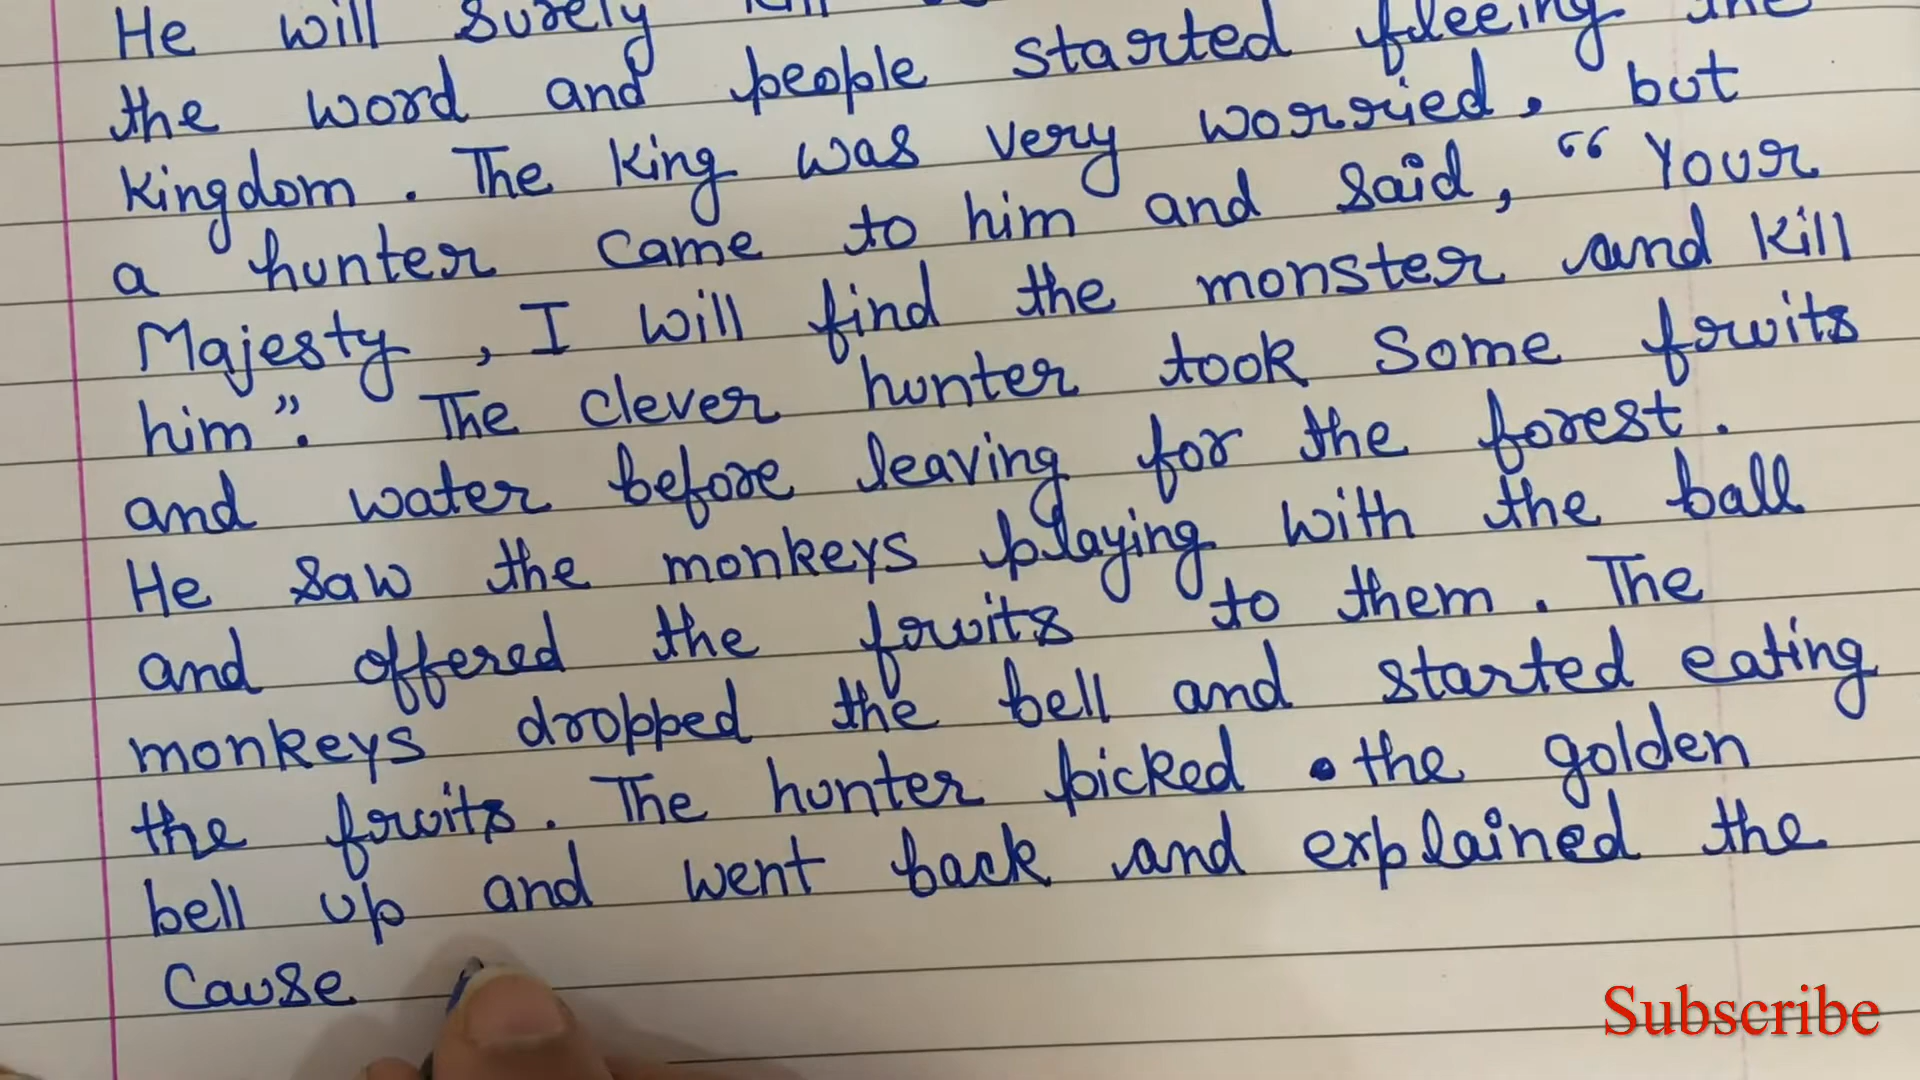 He will surely kill
the word and people started fleeing the
kingdom. The king was very worried, but
a hunter came to him and said, “Your
Majesty, I will find the monster and kill
him”. The clever hunter took some fruits
and water before leaving for the forest.
He saw the monkeys playing with the ball
and offered the fruits to them. The
monkeys dropped the bell and started eating
the fruits. The hunter picked the golden
bell up and went back and explained the
Cause
Subscribe